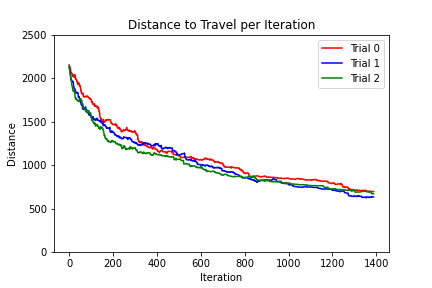 Distance to Travel per Iteration
Trial 0
Trial 1
Trial 2
2500
2000
1500
1000
500
0
Distance
0 200 400 600 800 1000 1200 1400
Iteration